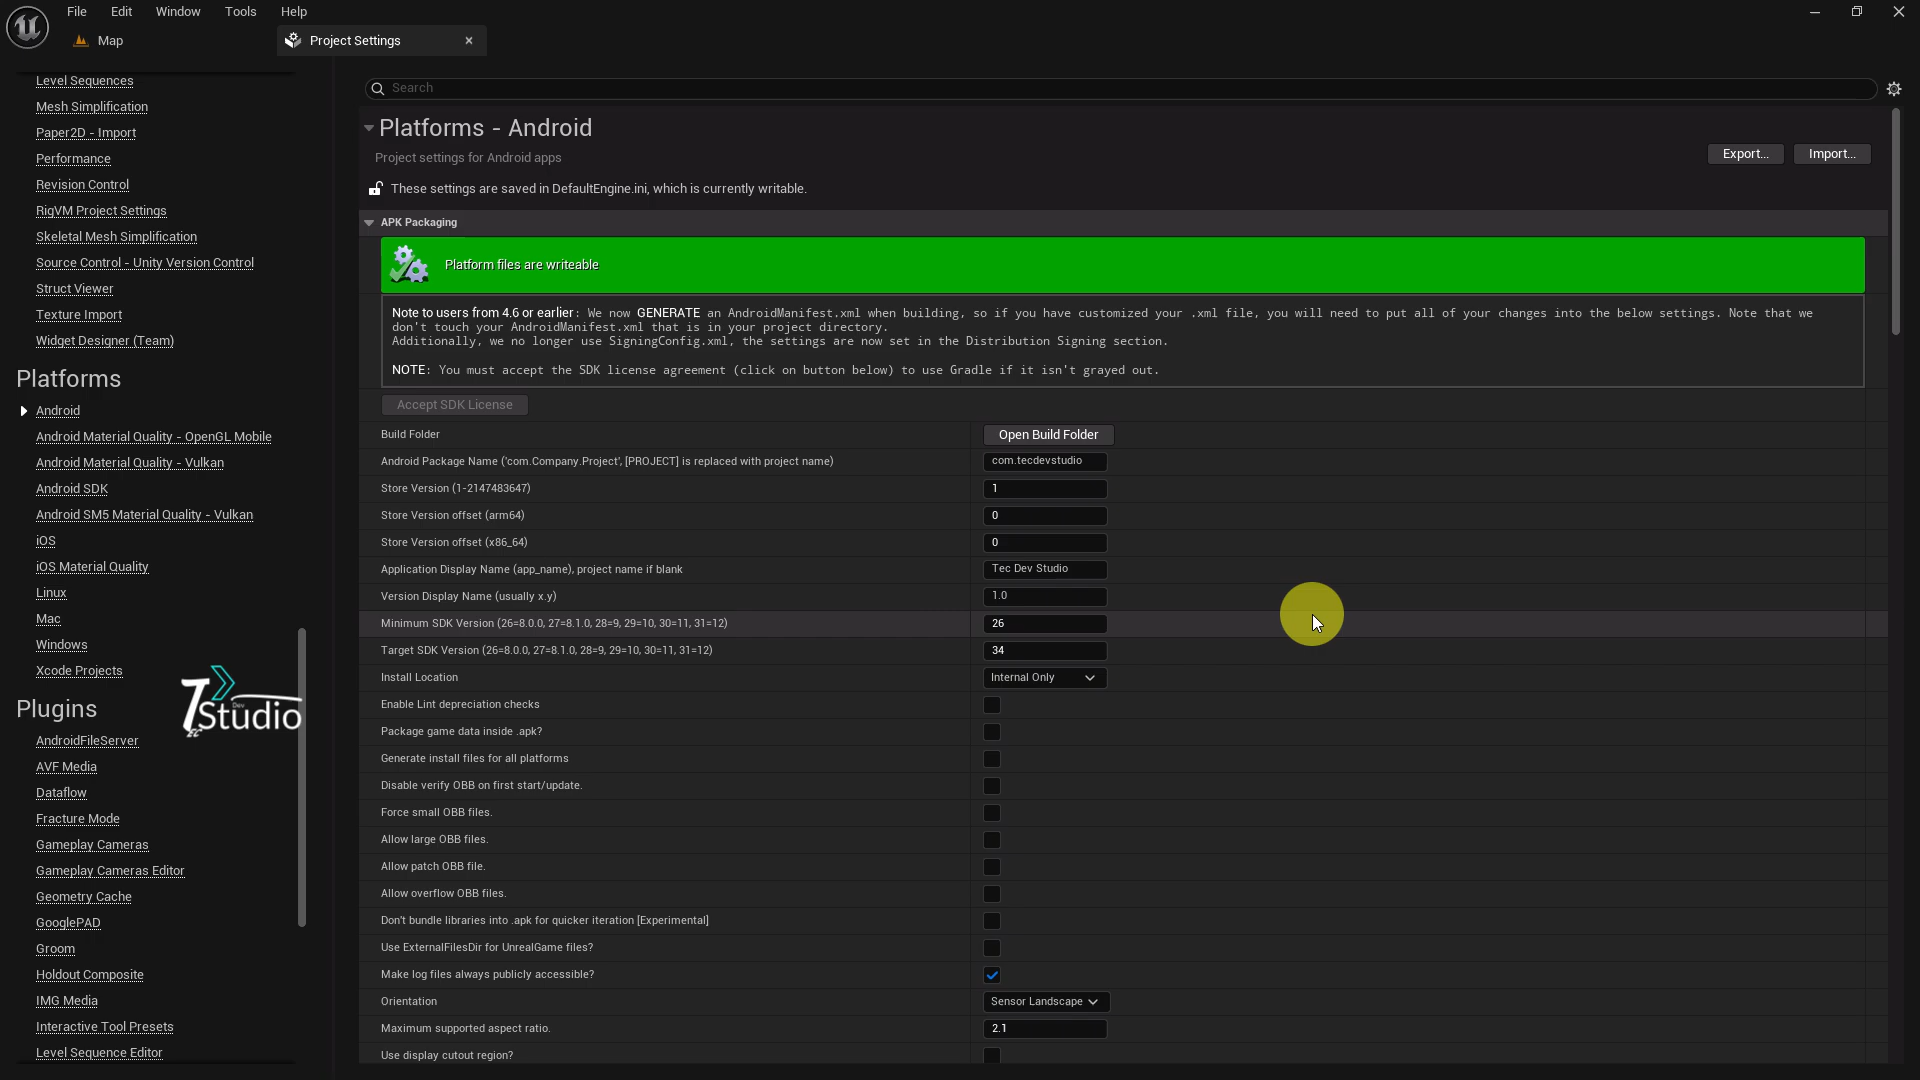 File Edit Window Tools Help
Map
Project Settings
Level Sequences
Mesh Simplification
Paper2D - Import
Performance
Revision Control
RigVM Project Settings
Skeletal Mesh Simplification
Source Control - Unity Version Control
Struct Viewer
Texture Import
Widget Designer (Team)
Platforms
Android
Android Material Quality - OpenGL Mobile
Android Material Quality - Vulkan
Android SDK
Android SM5 Material Quality - Vulkan
iOS
iOS Material Quality
Linux
Mac
Windows
Xcode Projects
Plugins
AndroidFileServer
AVF Media
Dataflow
Fracture Mode
Gameplay Cameras
Gameplay Cameras Editor
Geometry Cache
GooglePAD
Groom
Holdout Composite
IMG Media
Interactive Tool Presets
Level Sequence Editor
Tec Dev Studio
Search
Platforms - Android
Project settings for Android apps
Export... Import...
These settings are saved in DefaultEngine.ini, which is currently writable.
APK Packaging
Platform files are writeable
Note to users from 4.6 or earlier: We now GENERATE an AndroidManifest.xml when building, so if you have customized your .xml file, you will need to put all of your changes into the below settings. Note that we
don't touch your AndroidManifest.xml that is in your project directory.
Additionally, we no longer use SigningConfig.xml, the settings are now set in the Distribution Signing section.
NOTE: You must accept the SDK license agreement (click on button below) to use Gradle if it isn't grayed out.
Accept SDK License
Build Folder Open Build Folder
Android Package Name ('com.Company.Project', [PROJECT] is replaced with project name) com.tecdevstudio
Store Version (1-2147483647) 1
Store Version offset (arm64) 0
Store Version offset (x86_64) 0
Application Display Name (app_name), project name if blank Tec Dev Studio
Version Display Name (usually x.y) 1.0
Minimum SDK Version (26=8.0.0, 27=8.1.0, 28=9, 29=10, 30=11, 31=12) 26
Target SDK Version (26=8.0.0, 27=8.1.0, 28=9, 29=10, 30=11, 31=12) 34
Install Location Internal Only
Enable Lint depreciation checks
Package game data inside .apk?
Generate install files for all platforms
Disable verify OBB on first start/update.
Force small OBB files.
Allow large OBB files.
Allow patch OBB file.
Allow overflow OBB files.
Don't bundle libraries into .apk for quicker iteration [Experimental]
Use ExternalFilesDir for UnrealGame files?
Make log files always publicly accessible?
Orientation Sensor Landscape
Maximum supported aspect ratio. 2.1
Use display cutout region?